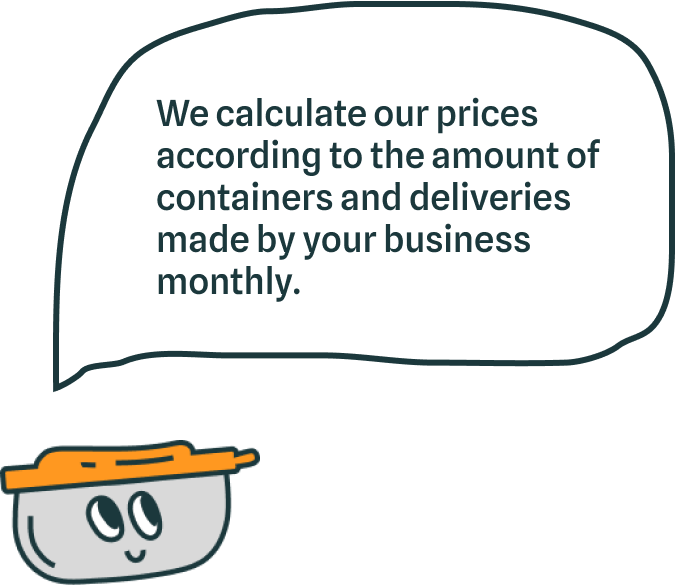 We calculate our prices
according to the amount of
containers and deliveries
made by your business
monthly.